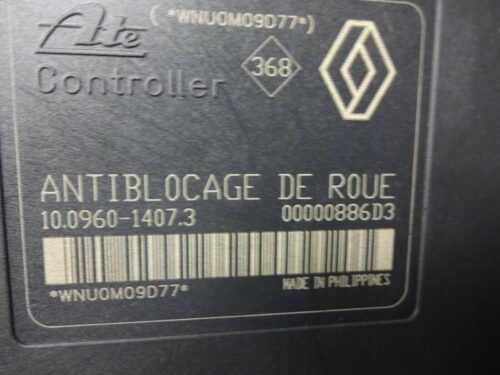 (*WNU0M09D77*)
Ate
368
Controller
ANTIBLOCAGE DE ROUE
10.0960-1407.3 00000886D3
*WNU0M09D77*
MADE IN PHILIPPINES